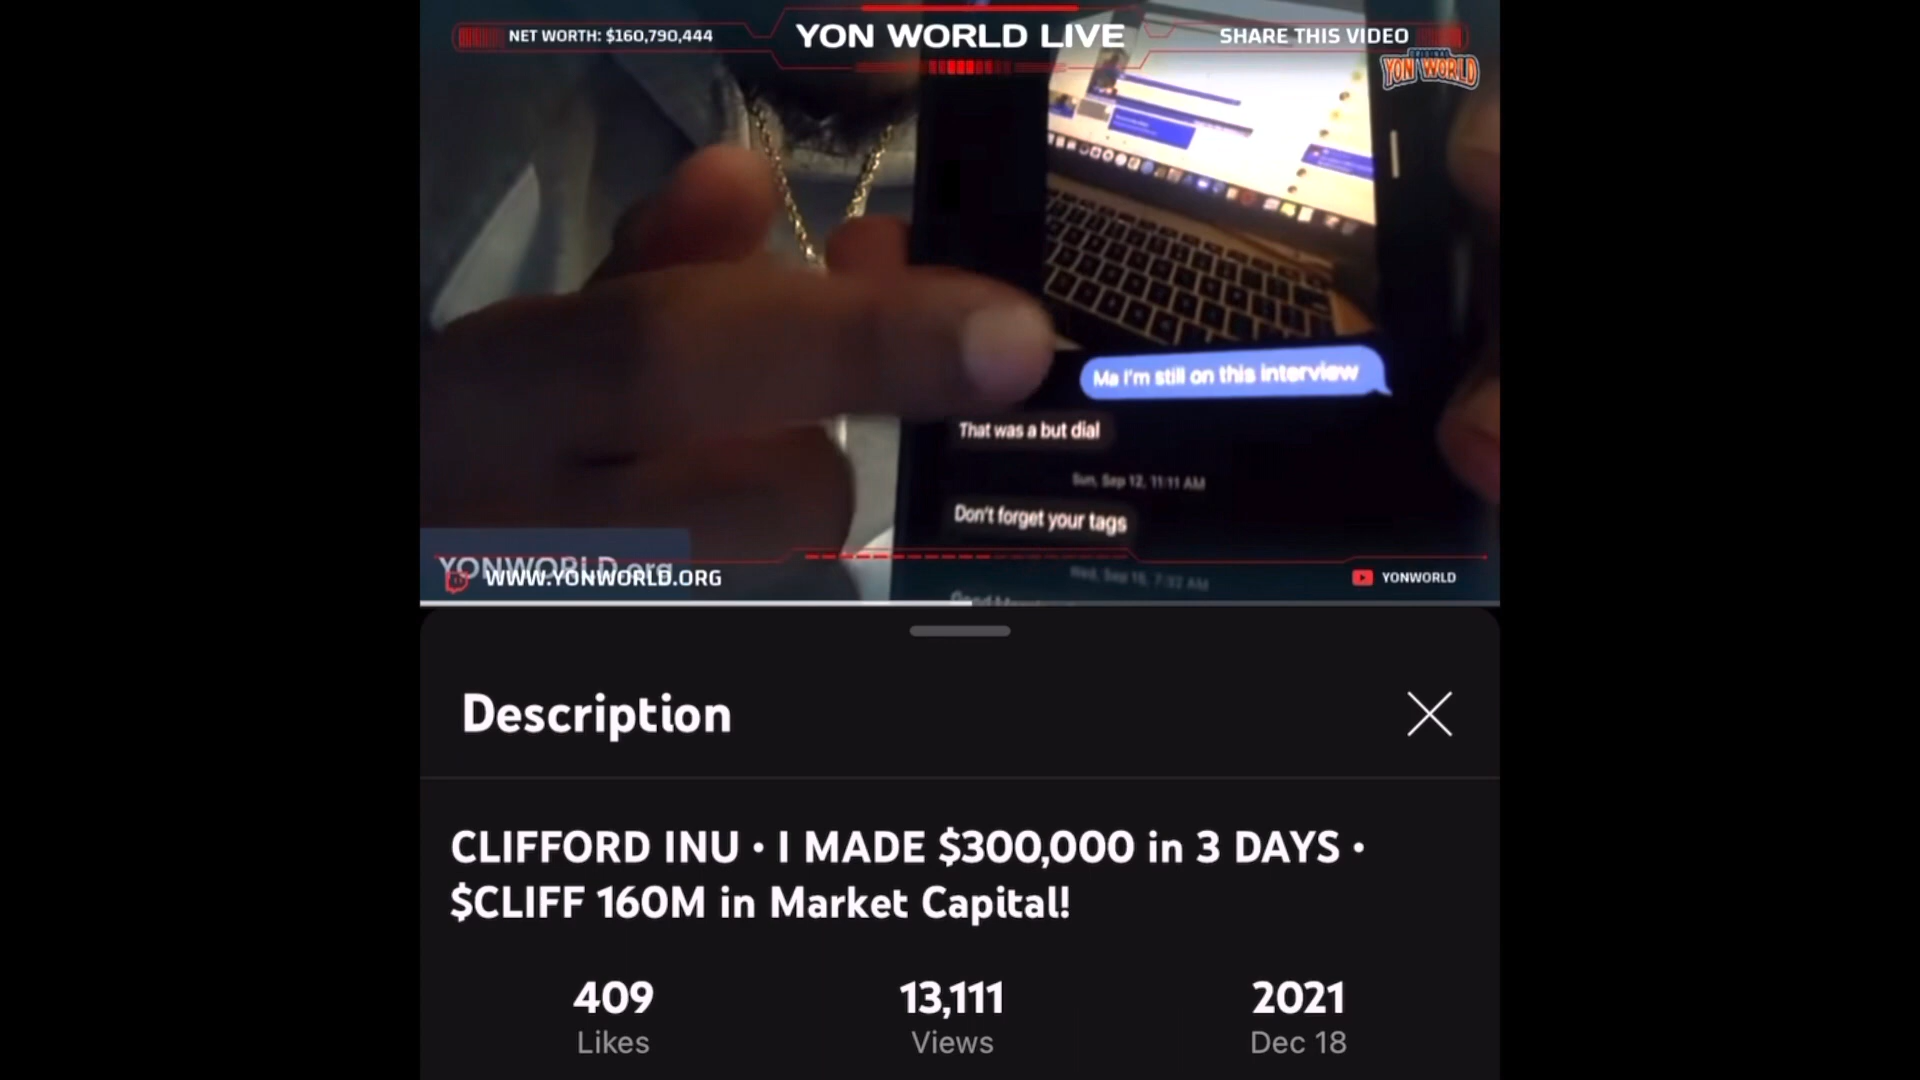 NET WORTH: $160,790,444
YON WORLD LIVE
SHARE THIS VIDEO
YON WORLD
Ma I'm still on this interview
That was a but dial
Sun, Sep 12, 11:11 AM
Don't forget your tags
YONWORLD.org
WWW.YONWORLD.ORG
YONWORLD
Description
CLIFFORD INU • I MADE $300,000 in 3 DAYS •
$CLIFF 160M in Market Capital!
409
13,111
2021
Likes
Views
Dec 18